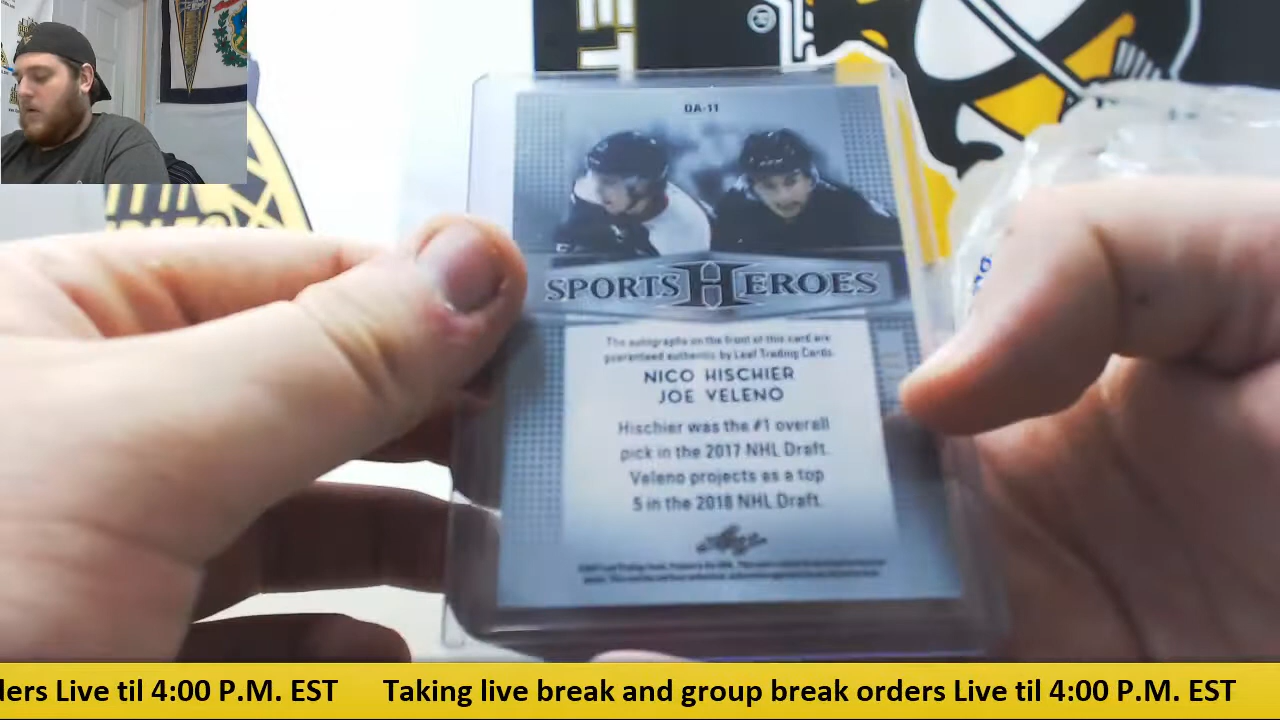 DA-11
SPORTS HEROES
The autographs on the front of this card are
guaranteed authentic by Leaf Trading Cards.
NICO HISCHIER
JOE VELENO
Hischier was the #1 overall
pick in the 2017 NHL Draft.
Veleno projects as a top
5 in the 2018 NHL Draft.
Leaf
ders Live til 4:00 P.M. EST Taking live break and group break orders Live til 4:00 P.M. EST